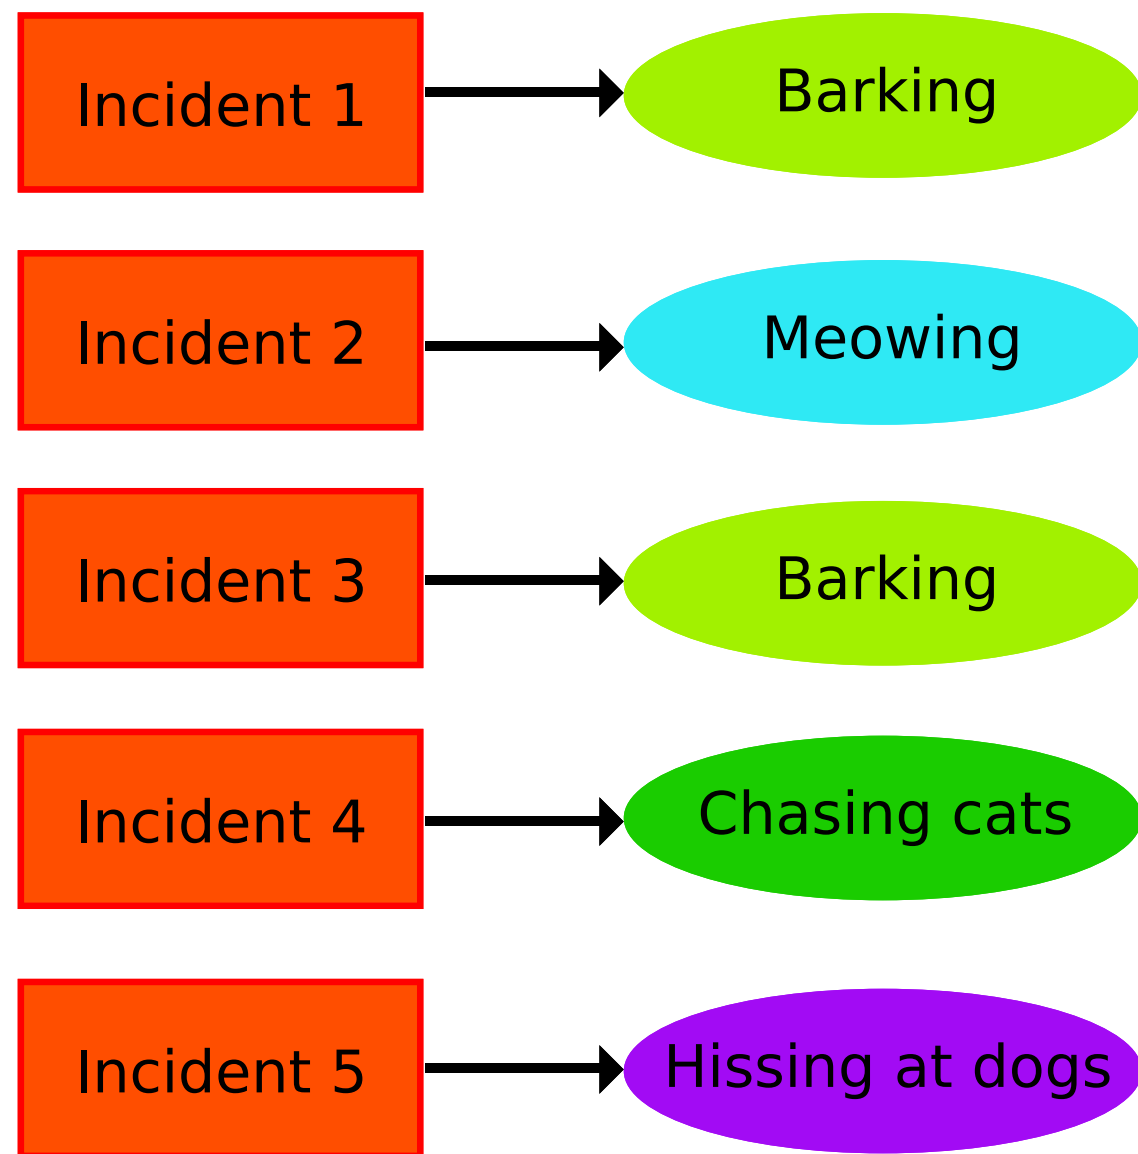 Incident 1
Barking
Incident 2
Meowing
Incident 3
Barking
Incident 4
Chasing cats
Incident 5
Hissing at dogs